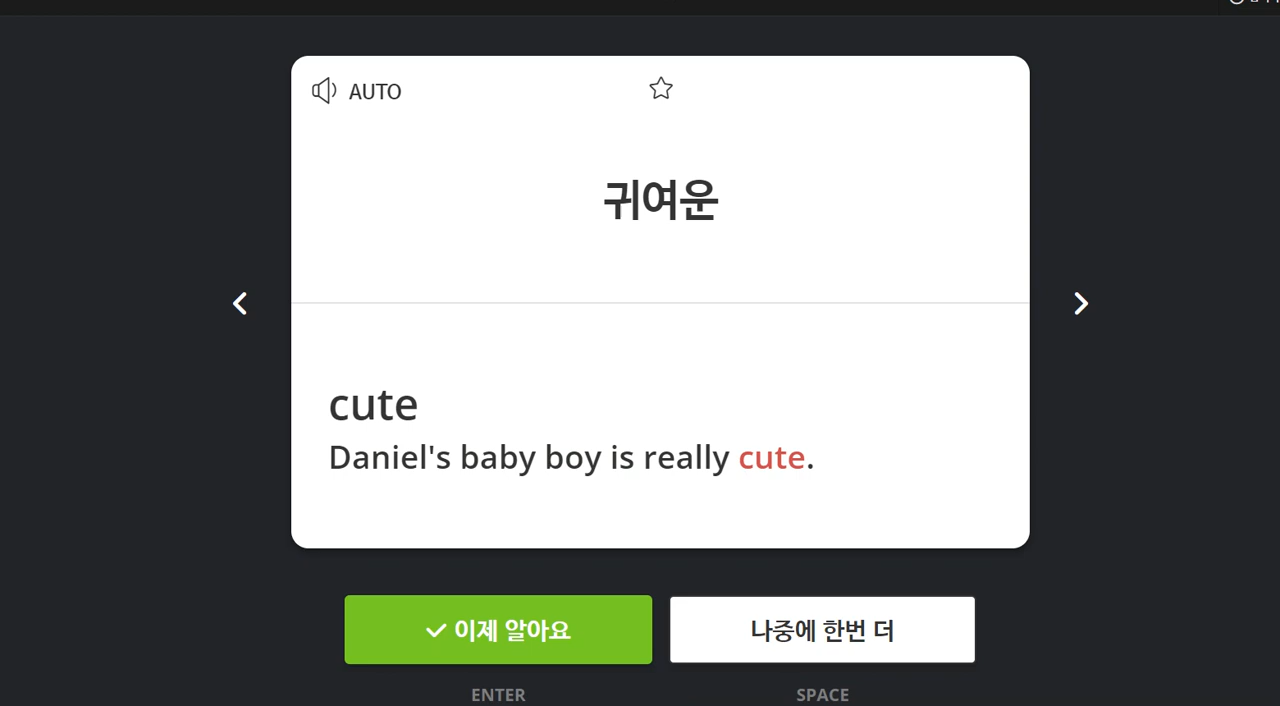 AUTO
귀여운
cute
Daniel's baby boy is really cute.
이제 알아요
나중에 한번 더
ENTER
SPACE